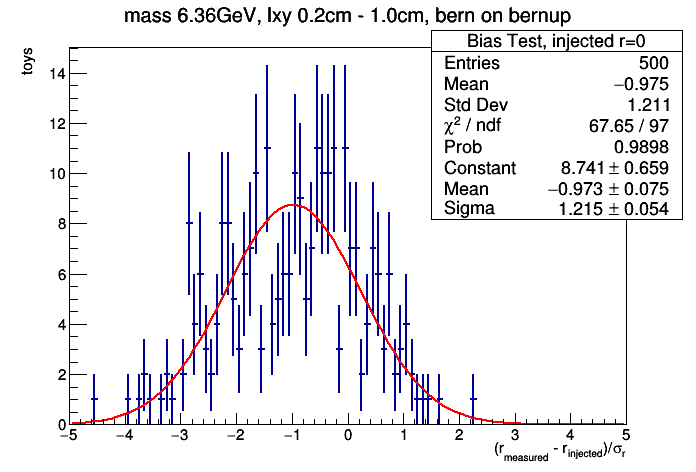 mass 6.36GeV, lxy 0.2cm - 1.0cm, bern on bernup
Bias Test, injected r=0
Entries 500
Mean −0.975
Std Dev 1.211
χ² / ndf 67.65 / 97
Prob 0.9898
Constant 8.741 ± 0.659
Mean −0.973 ± 0.075
Sigma 1.215 ± 0.054
toys
14
12
10
8
6
4
2
0
−5 −4 −3 −2 −1 0 1 2 3 4 5
(r_measured - r_injected)/σ_r